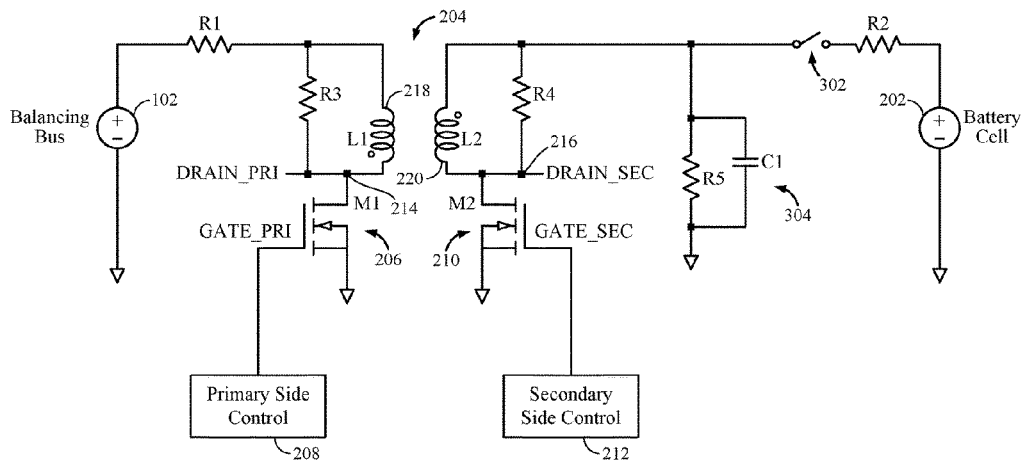 204
R1
R2
302
R3
218
R4
Balancing
Bus
102
+
−
L1
L2
216
202
+
−
Battery
Cell
DRAIN_PRI
220
DRAIN_SEC
R5
C1
304
M1
214
M2
GATE_PRI
206
210
GATE_SEC
Primary Side
Control
208
Secondary
Side Control
212